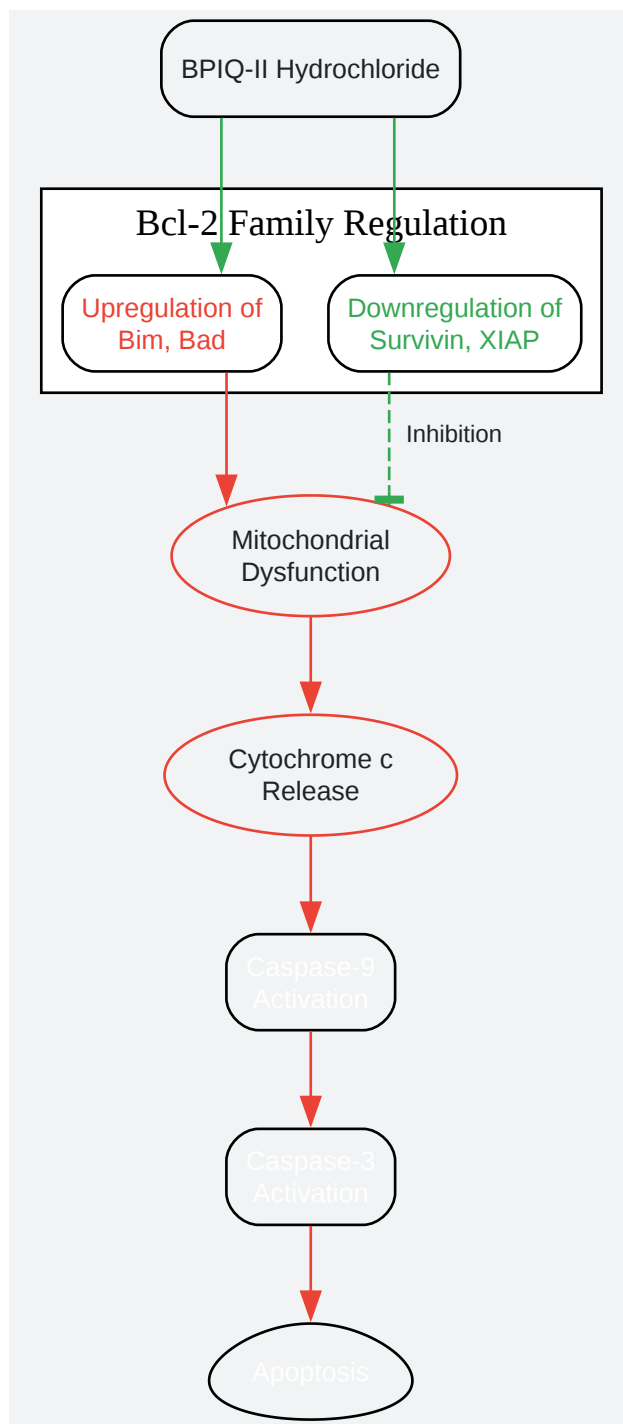 BPIQ-II Hydrochloride
Bcl-2 Family Regulation
Upregulation of
Bim, Bad
Downregulation of
Survivin, XIAP
Inhibition
Mitochondrial
Dysfunction
Cytochrome c
Release
Caspase-9
Activation
Caspase-3
Activation
Apoptosis